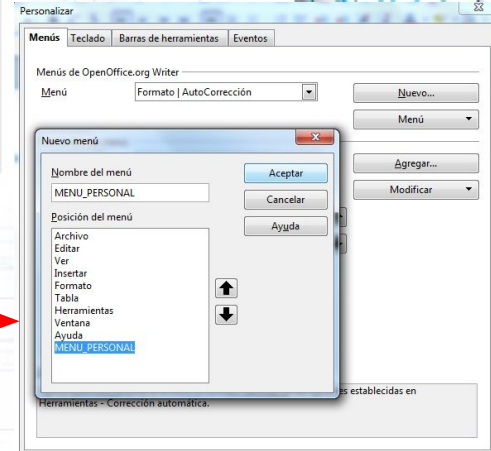 Personalizar
Menús Teclado Barras de herramientas Eventos
Menús de OpenOffice.org Writer
Menú Formato | AutoCorrección Nuevo...
Menú
Nuevo menú
Nombre del menú Aceptar
MENU_PERSONAL Cancelar
Posición del menú Ayuda
Archivo
Editar
Ver
Insertar
Formato
Tabla
Herramientas
Ventana
Ayuda
MENU_PERSONAL
Agregar...
Modificar
establecidas en
Herramientas - Corrección automática.